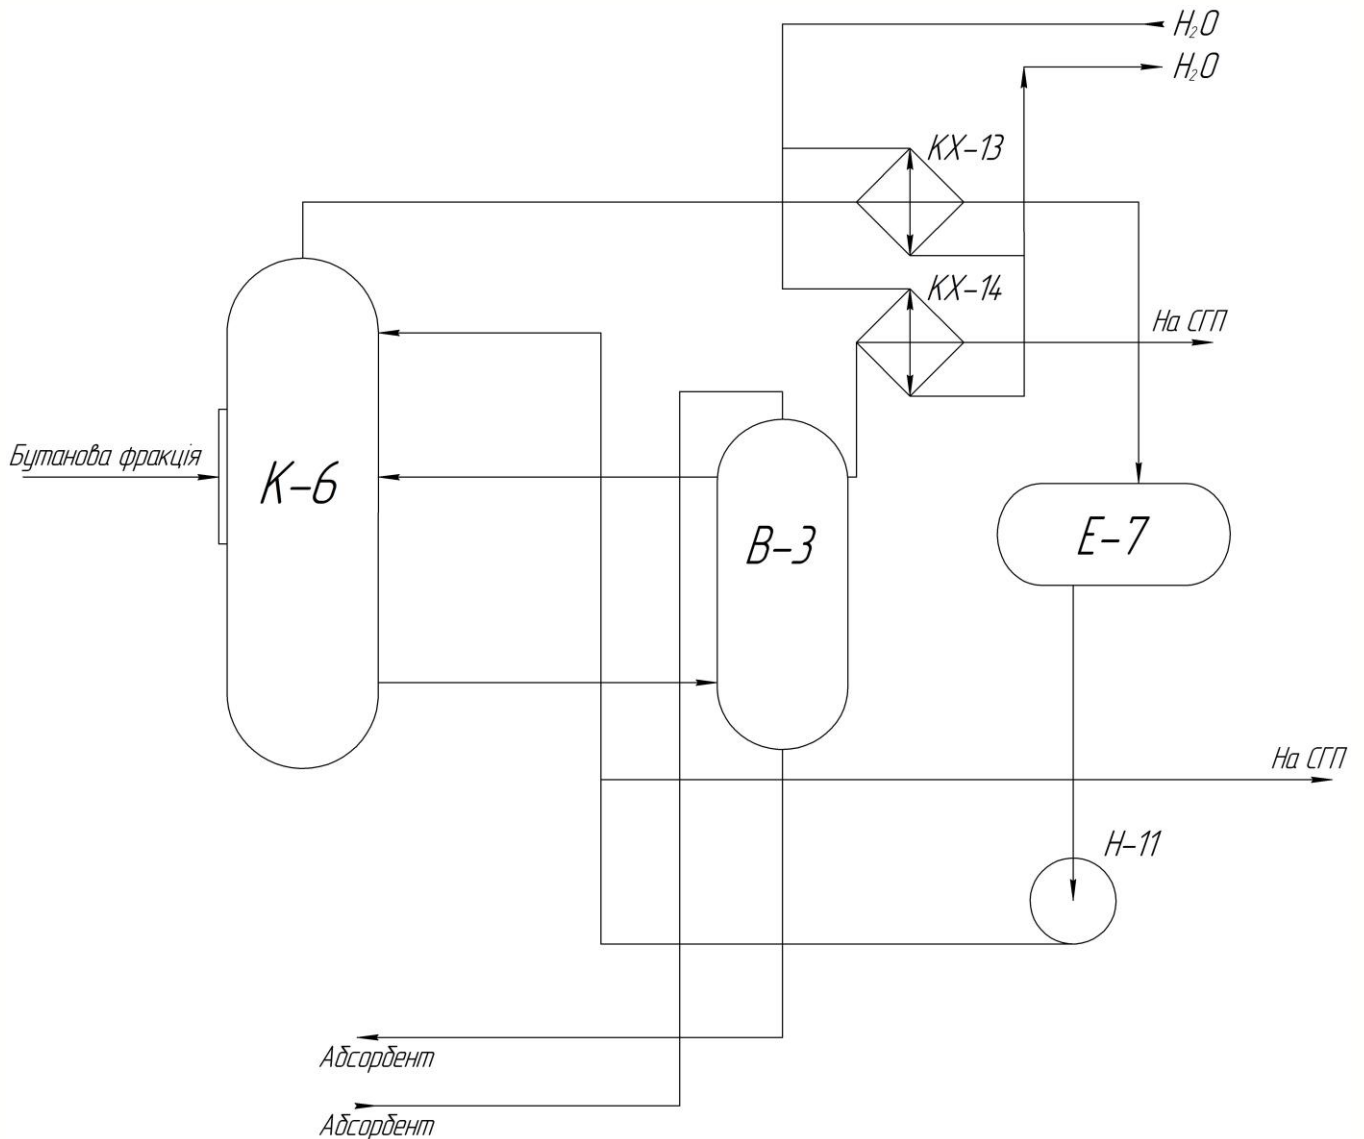 H₂O
H₂O
КХ-13
КХ-14
На СГП
Бутанова фракція
К-6
В-3
Е-7
На СГП
Н-11
Абсорбент
Абсорбент